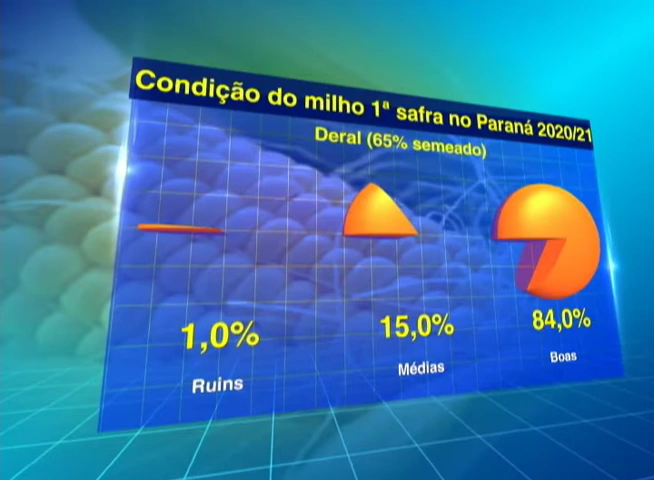 Condição do milho 1ª safra no Paraná 2020/21
Deral (65% semeado)
1,0%
15,0%
84,0%
Ruins
Médias
Boas